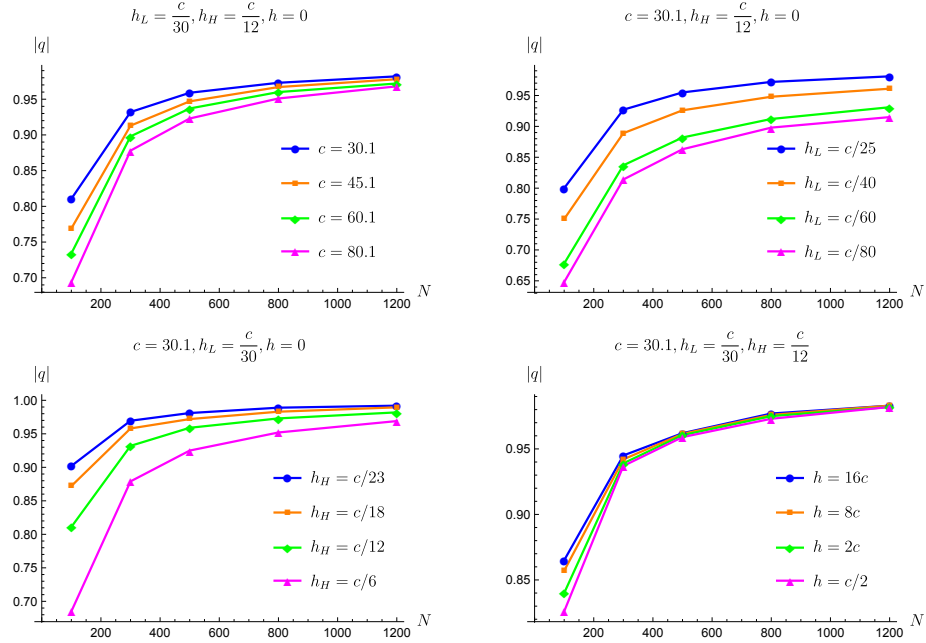 h_L = c/30, h_H = c/12, h = 0
|q|
0.95
0.90
0.85
0.80
0.75
0.70
200 400 600 800 1000 1200 N
c = 30.1
c = 45.1
c = 60.1
c = 80.1
c = 30.1, h_H = c/12, h = 0
|q|
0.95
0.90
0.85
0.80
0.75
0.70
0.65
200 400 600 800 1000 1200 N
h_L = c/25
h_L = c/40
h_L = c/60
h_L = c/80
c = 30.1, h_L = c/30, h = 0
|q|
1.00
0.95
0.90
0.85
0.80
0.75
0.70
200 400 600 800 1000 1200 N
h_H = c/23
h_H = c/18
h_H = c/12
h_H = c/6
c = 30.1, h_L = c/30, h_H = c/12
|q|
0.95
0.90
0.85
200 400 600 800 1000 1200 N
h = 16c
h = 8c
h = 2c
h = c/2